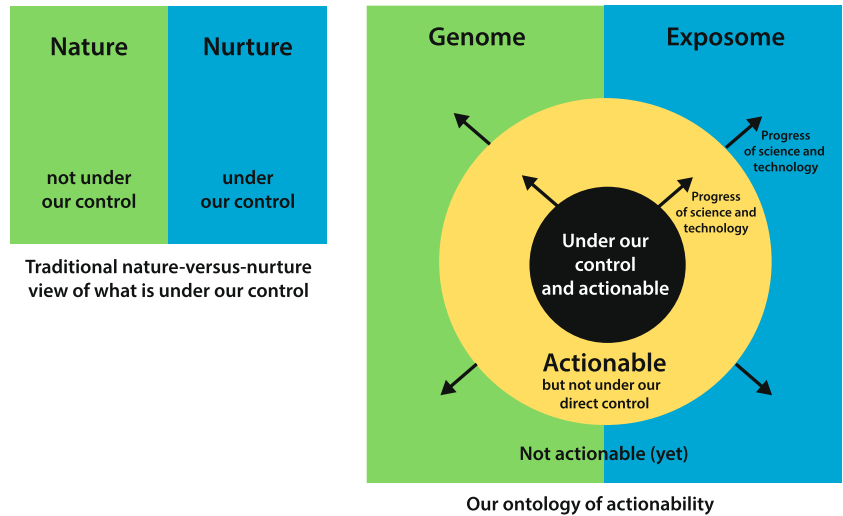 Nature
Nurture
not under
our control
under
our control
Traditional nature-versus-nurture
view of what is under our control
Genome
Exposome
Progress
of science and
technology
Progress
of science and
technology
Under our
control
and actionable
Actionable
but not under our
direct control
Not actionable (yet)
Our ontology of actionability